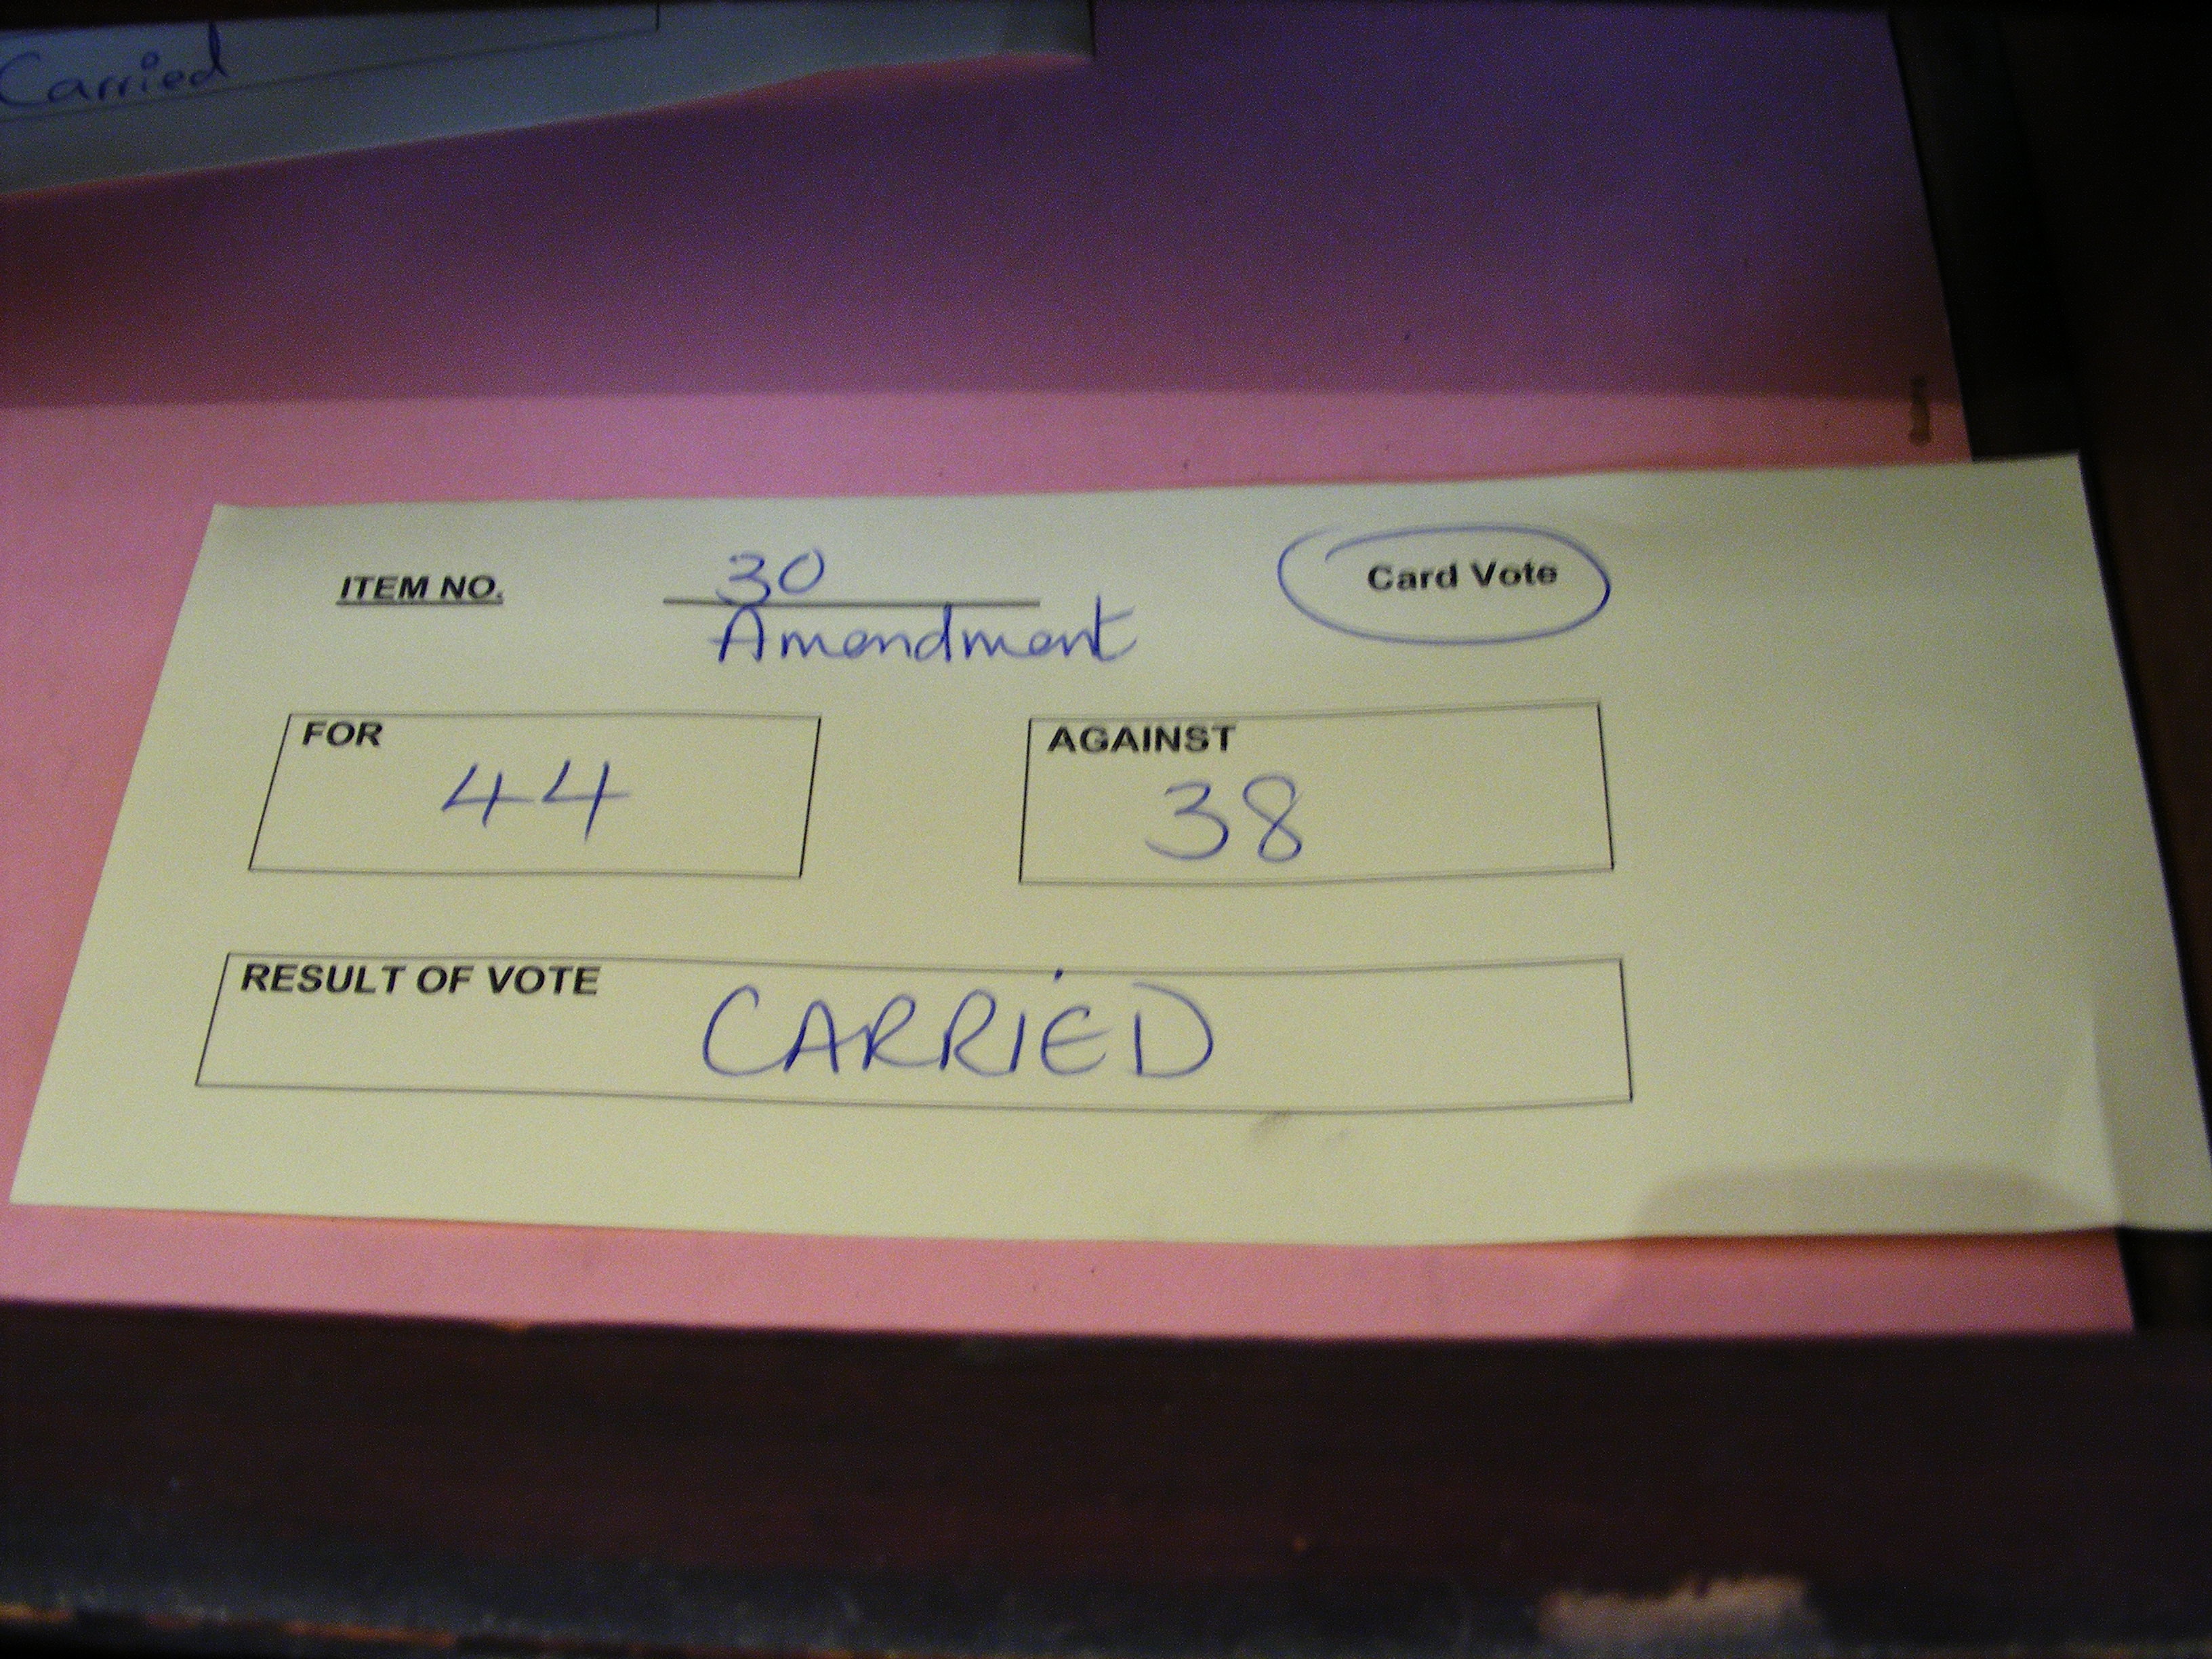 Carried
ITEM NO. 30 Card Vote
Amendment
FOR AGAINST
44 38
RESULT OF VOTE CARRIED